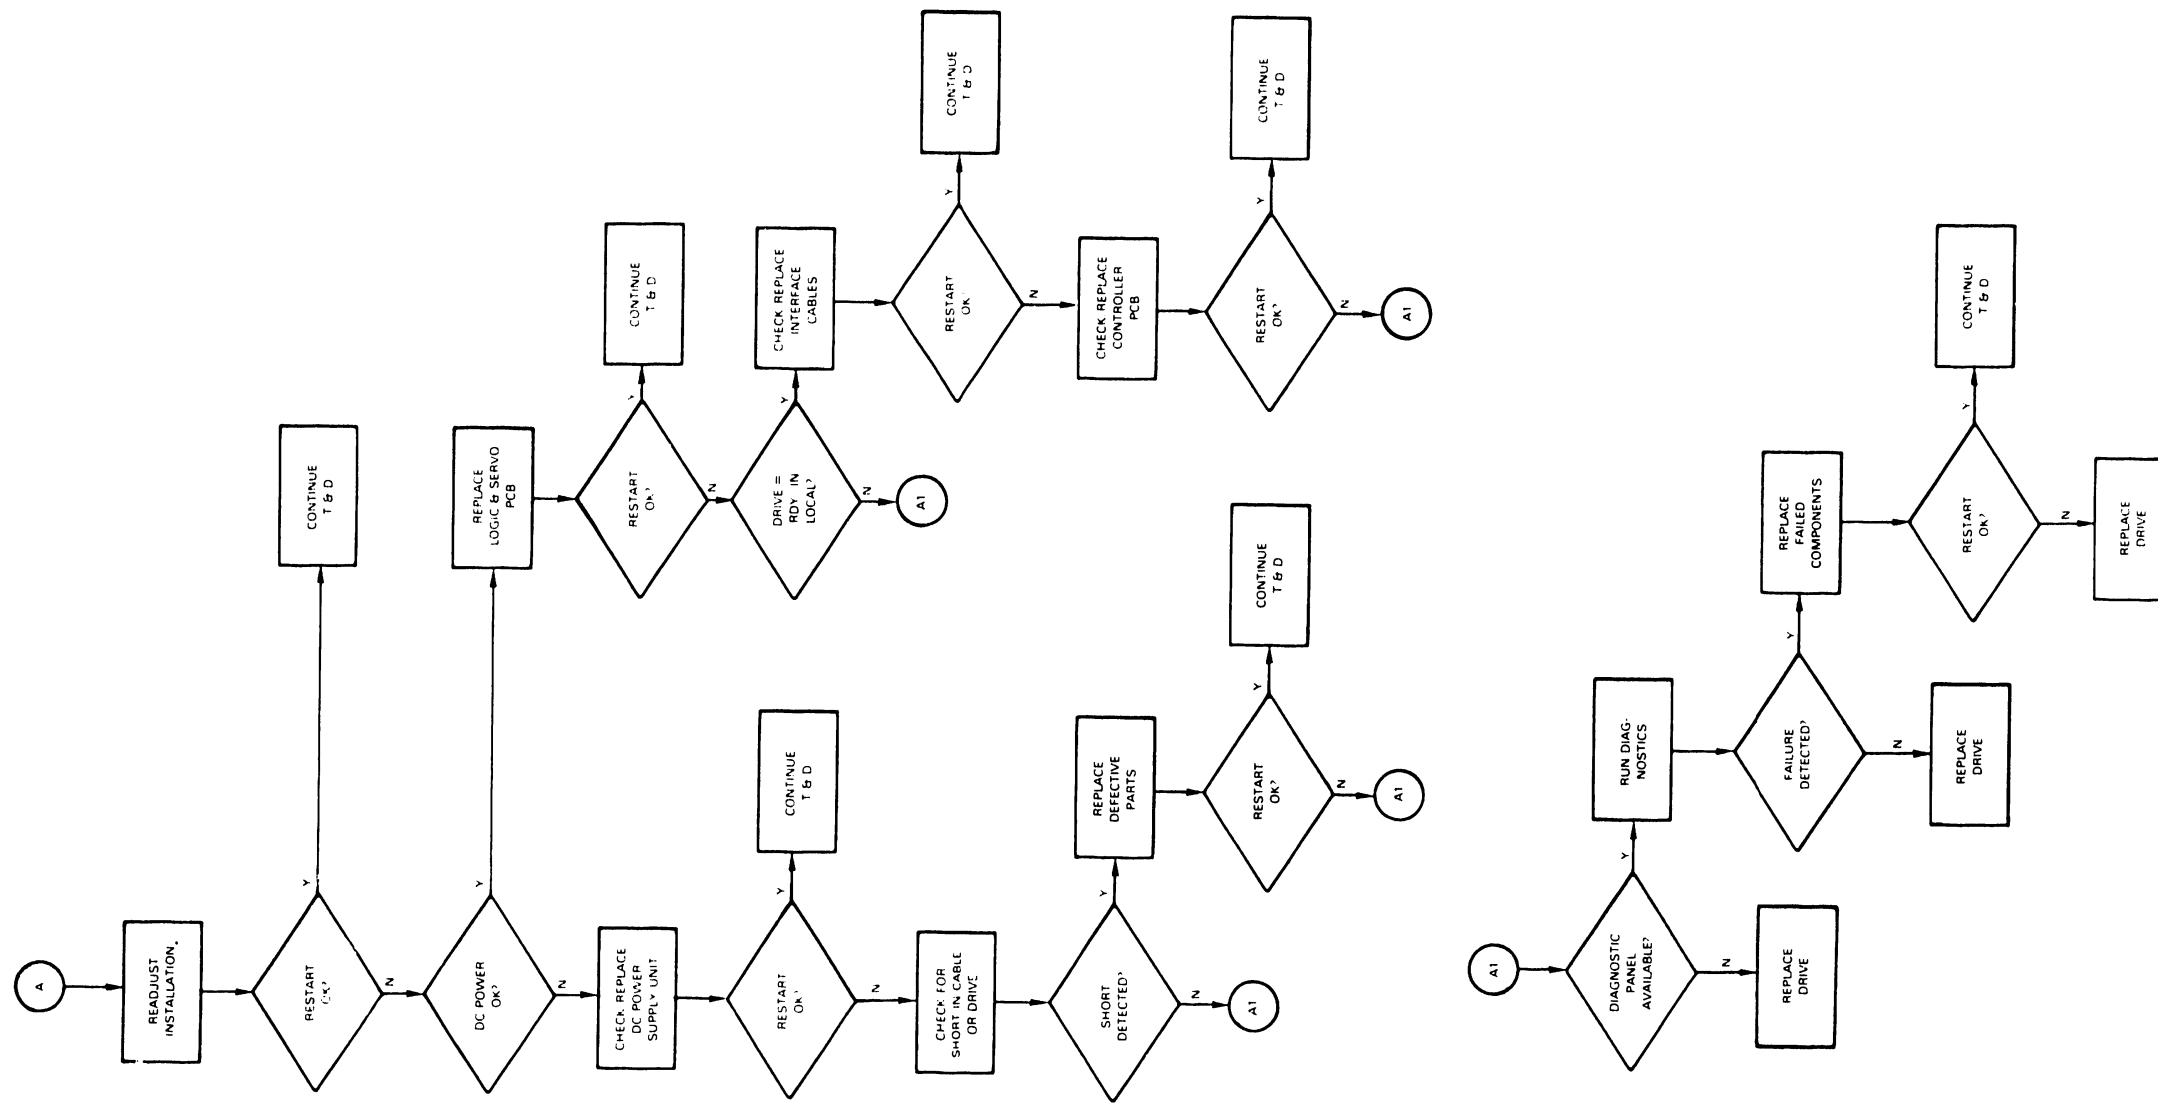 A
READJUST
INSTALLATION.
RESTART
OK?
Y
CONTINUE
T & D
N
DC POWER
OK?
Y
REPLACE
LOGIC & SERVO
PCB
RESTART
OK?
Y
CONTINUE
T & D
N
DRIVE =
RDY IN
LOCAL?
Y
CHECK REPLACE
INTERFACE
CABLES
RESTART
OK?
Y
CONTINUE
T & D
N
CHECK REPLACE
CONTROLLER
PCB
RESTART
OK?
Y
CONTINUE
T & D
N
A1
N
A1
N
CHECK REPLACE
DC POWER
SUPPLY UNIT
RESTART
OK?
Y
CONTINUE
T & D
N
CHECK FOR
SHORT IN CABLE
OR DRIVE
SHORT
DETECTED?
Y
REPLACE
DEFECTIVE
PARTS
RESTART
OK?
Y
CONTINUE
T & D
N
A1
N
A1
A1
DIAGNOSTIC
PANEL
AVAILABLE?
Y
RUN DIAG-
NOSTICS
N
REPLACE
DRIVE
FAILURE
DETECTED?
Y
REPLACE
FAILED
COMPONENTS
N
REPLACE
DRIVE
RESTART
OK?
Y
CONTINUE
T & D
N
REPLACE
DRIVE